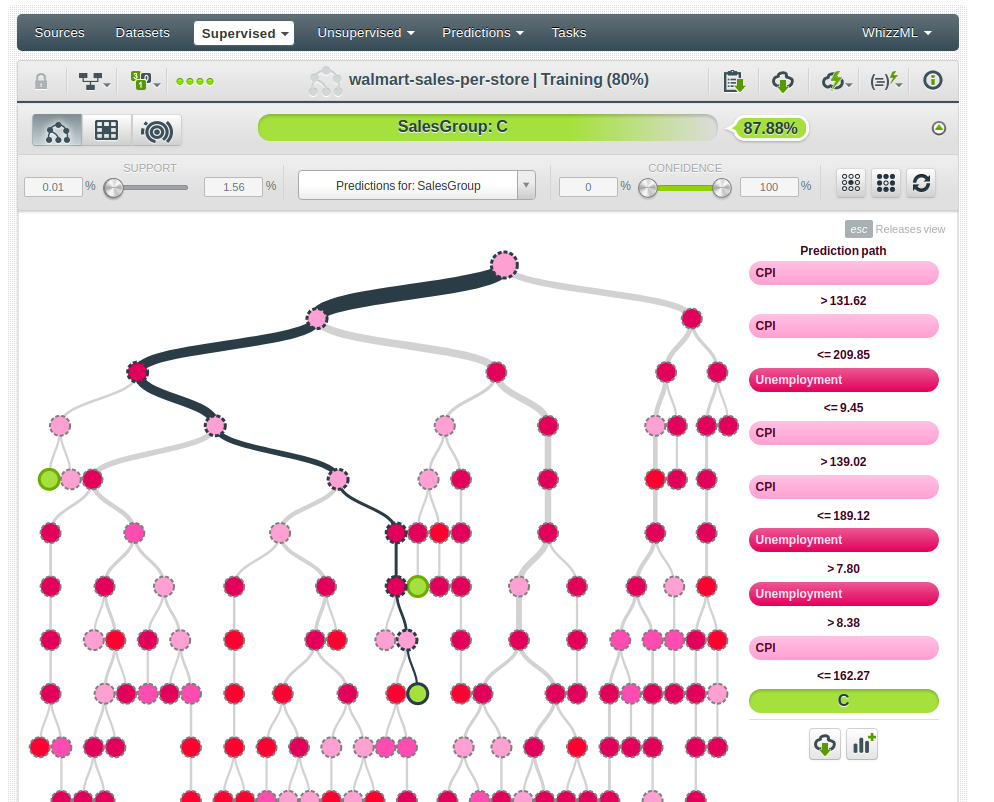 Sources Datasets Supervised Unsupervised Predictions Tasks WhizzML
walmart-sales-per-store | Training (80%)
SalesGroup: C 87.88%
SUPPORT CONFIDENCE
0.01 % 1.56 % Predictions for: SalesGroup 0 % 100 %
esc Releases view
Prediction path
CPI
> 131.62
CPI
<= 209.85
Unemployment
<= 9.45
CPI
> 139.02
CPI
<= 189.12
Unemployment
> 7.80
Unemployment
> 8.38
CPI
<= 162.27
C